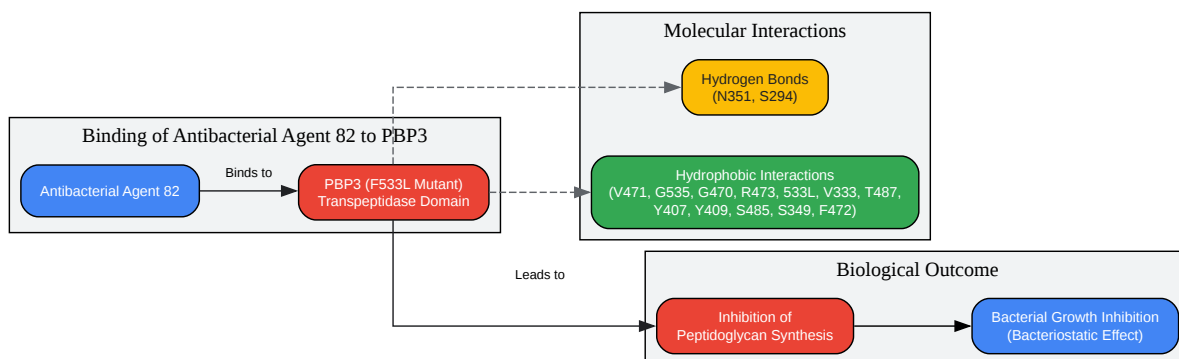 Molecular Interactions
Hydrogen Bonds
(N351, S294)
Binding of Antibacterial Agent 82 to PBP3
Antibacterial Agent 82
Binds to
PBP3 (F533L Mutant)
Transpeptidase Domain
Hydrophobic Interactions
(V471, G535, G470, R473, 533L, V333, T487,
Y407, Y409, S485, S349, F472)
Leads to
Biological Outcome
Inhibition of
Peptidoglycan Synthesis
Bacterial Growth Inhibition
(Bacteriostatic Effect)